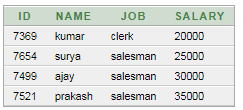 ID NAME JOB SALARY
7369 kumar clerk 20000
7654 surya salesman 25000
7499 ajay salesman 30000
7521 prakash salesman 35000